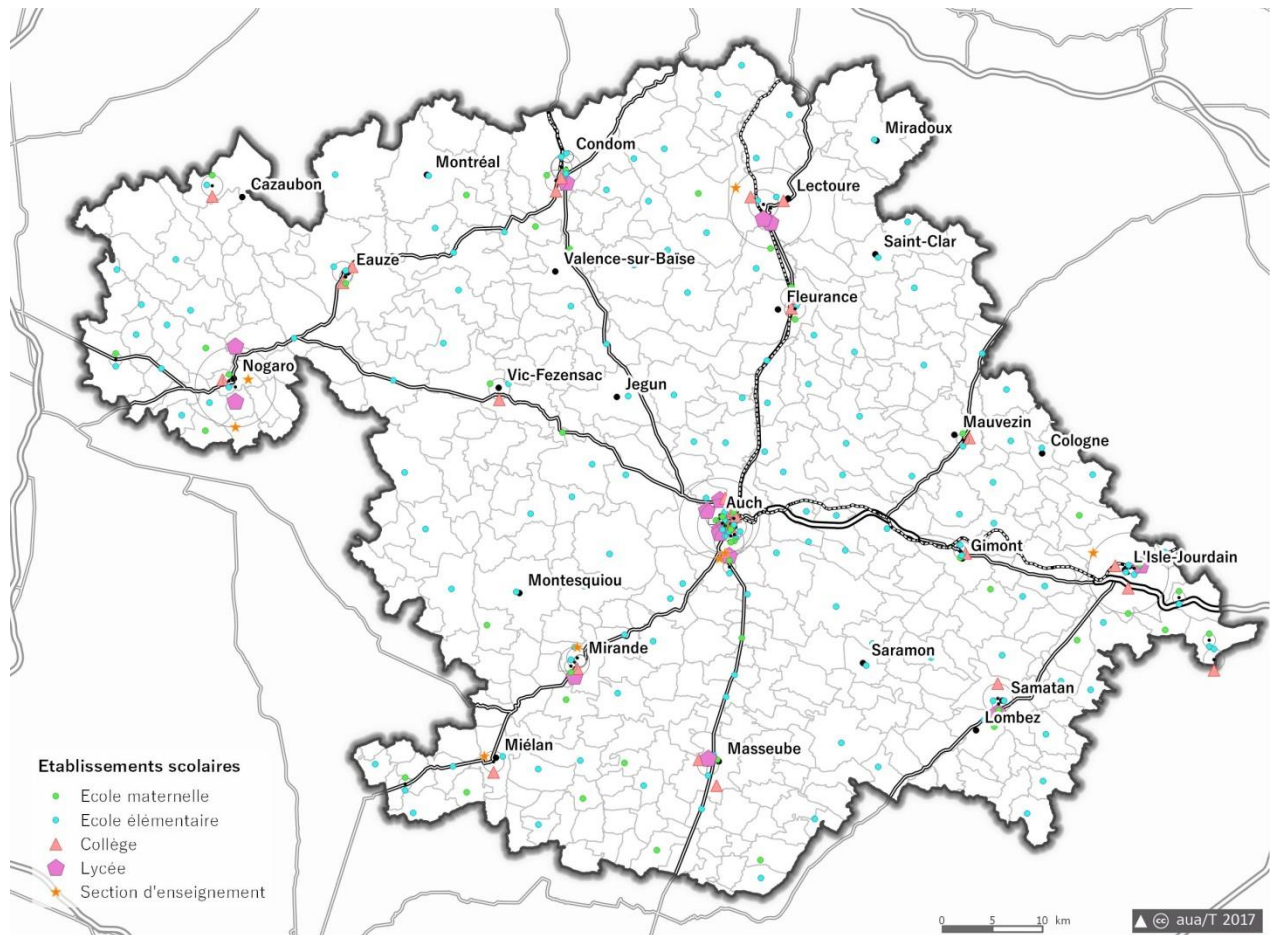 Miradoux
Condom
Montréal
Cazaubon
Lectoure
Saint-Clar
Eauze
Valence-sur-Baïse
Fleurance
Nogaro
Vic-Fezensac
Jegun
Mauvezin
Cologne
Auch
Gimont
L'Isle-Jourdain
Montesquiou
Mirande
Saramon
Samatan
Lombez
Miélan
Masseube
Etablissements scolaires
Ecole maternelle
Ecole élémentaire
Collège
Lycée
Section d'enseignement
0 5 10 km
cc aua/T 2017